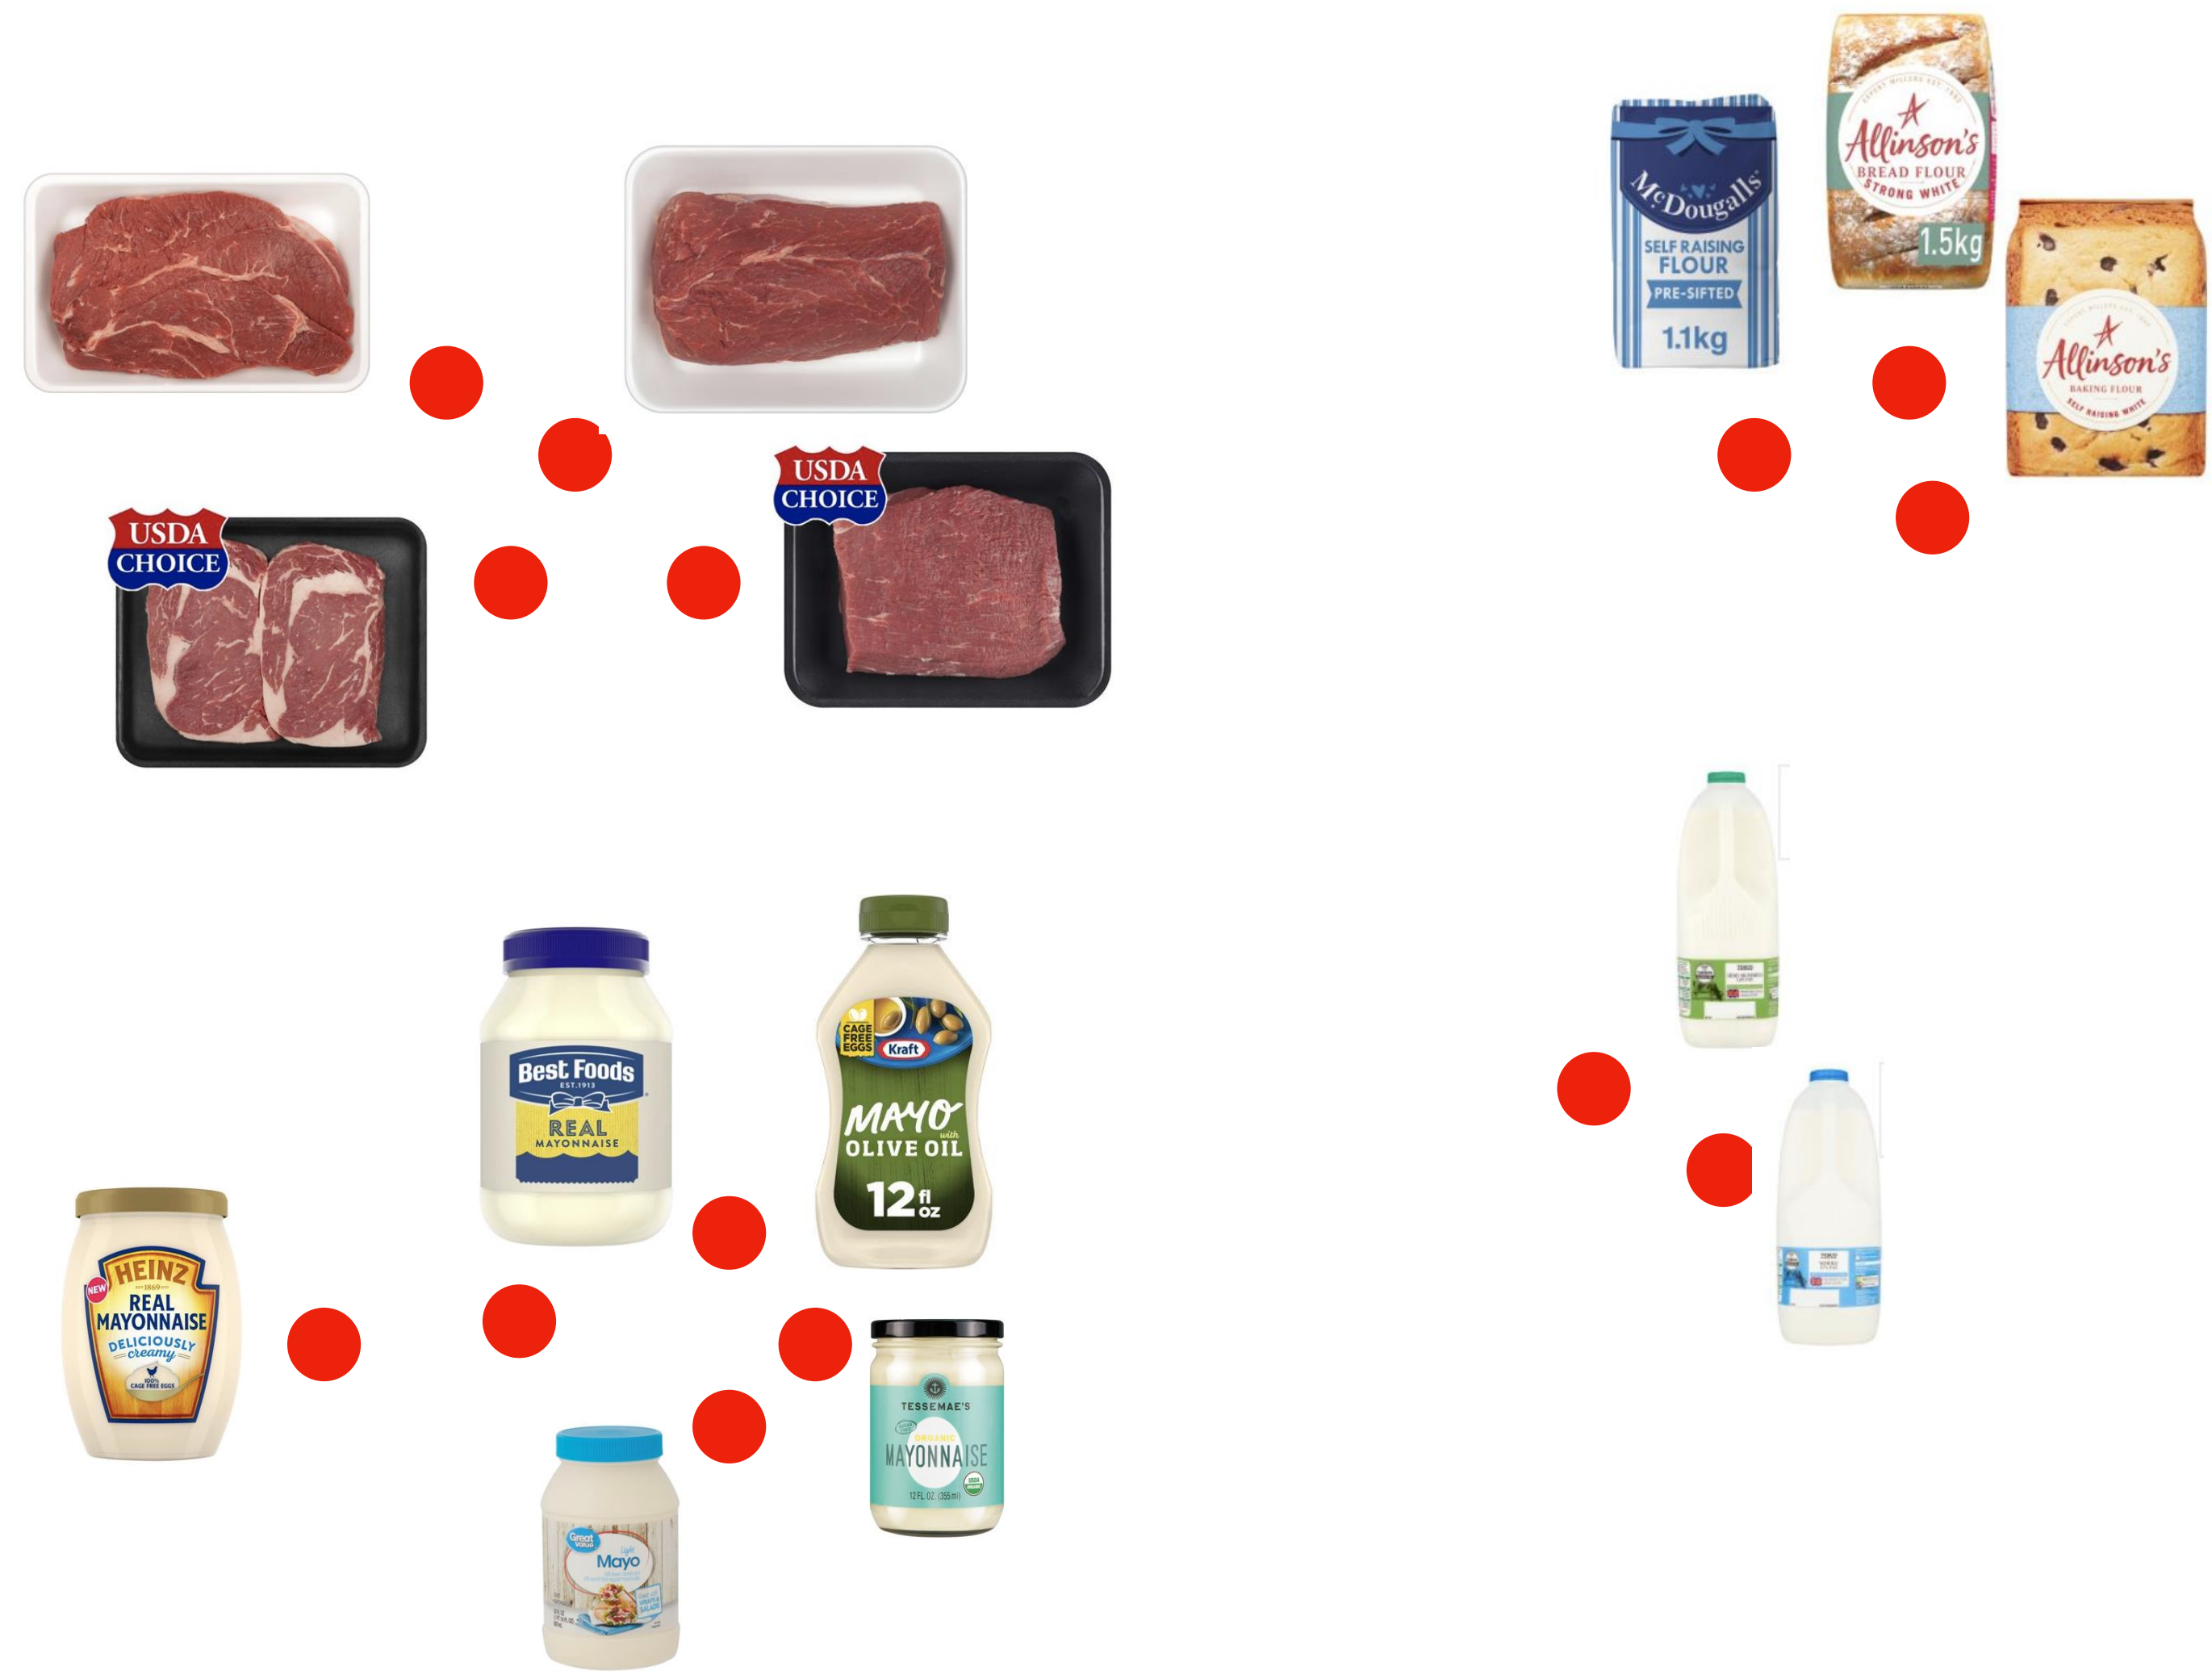 USDA
CHOICE
USDA
CHOICE
McDougalls
SELF RAISING
FLOUR
PRE-SIFTED
1.1kg
Allinson's
BREAD FLOUR
STRONG WHITE
1.5kg
Allinson's
BAKING FLOUR
SELF RAISING WHITE
HEINZ
NEW
REAL
MAYONNAISE
DELICIOUSLY
creamy
100%
CAGE FREE EGGS
Best Foods
EST.1913
REAL
MAYONNAISE
CAGE
FREE
EGGS
Kraft
MAYO
with
OLIVE OIL
12 fl
oz
Great
Value
Light
Mayo
TESSEMAE'S
ORGANIC
MAYONNAISE
12 FL. OZ. (355ml)